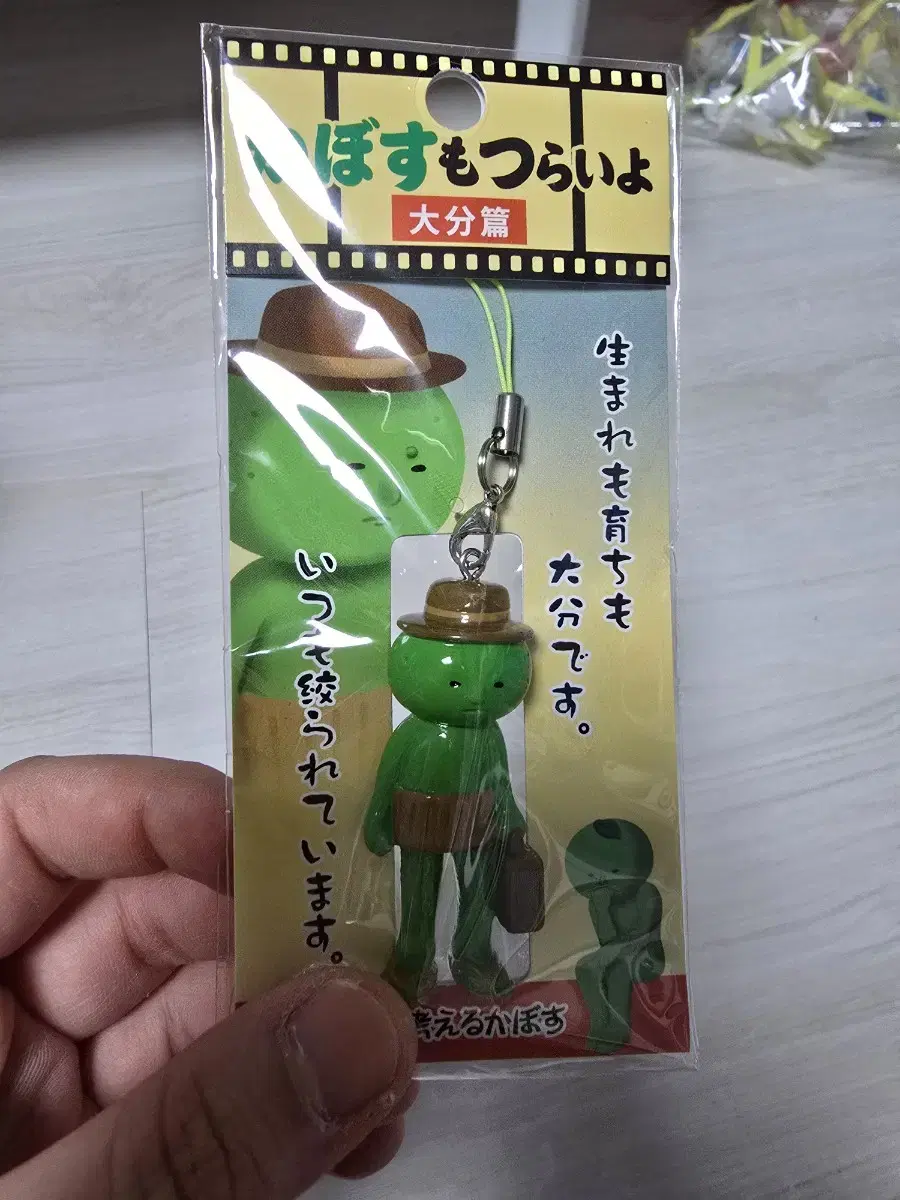 ぼすもつらいよ
大分篇
生まれも育ちも
大分です。
いつも絞られています。
考えるかぼす